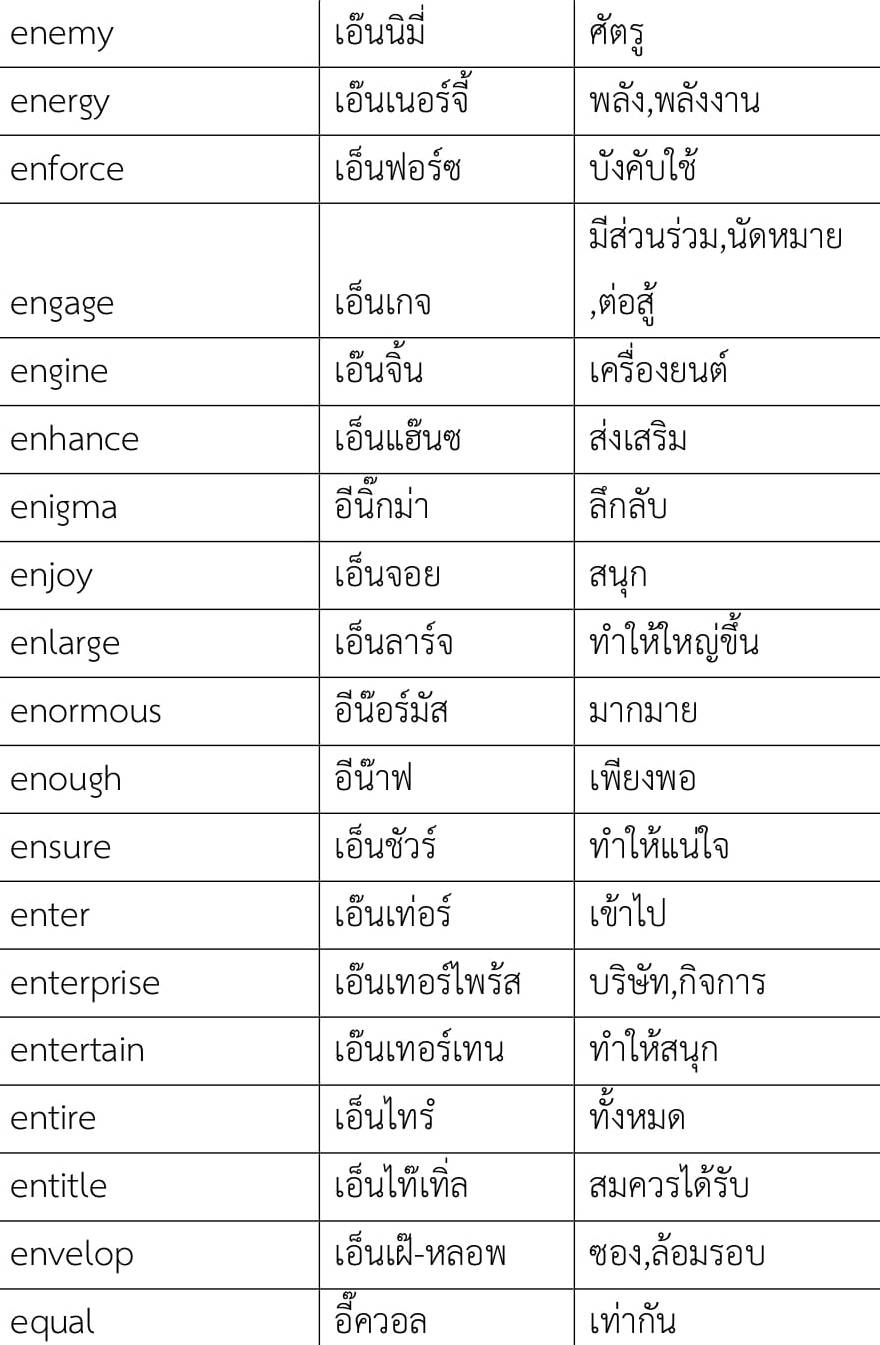 enemy เอ๊นนิมี่ ศัตรู
energy เอ๊นเนอร์จี้ พลัง,พลังงาน
enforce เอ็นฟอร์ซ บังคับใช้
มีส่วนร่วม,นัดหมาย
engage เอ็นเกจ ,ต่อสู้
engine เอ๊นจิ้น เครื่องยนต์
enhance เอ็นแฮ๊นซ ส่งเสริม
enigma อีนิ๊กม่า ลึกลับ
enjoy เอ็นจอย สนุก
enlarge เอ็นลาร์จ ทำให้ใหญ่ขึ้น
enormous อีน๊อร์มัส มากมาย
enough อีน๊าฟ เพียงพอ
ensure เอ็นชัวร์ ทำให้แน่ใจ
enter เอ๊นเท่อร์ เข้าไป
enterprise เอ๊นเทอร์ไพร้ส บริษัท,กิจการ
entertain เอ๊นเทอร์เทน ทำให้สนุก
entire เอ็นไทรํ ทั้งหมด
entitle เอ็นไท๊เทิ่ล สมควรได้รับ
envelop เอ็นเฝ๊-หลอพ ซอง,ล้อมรอบ
equal อี๊ควอล เท่ากัน